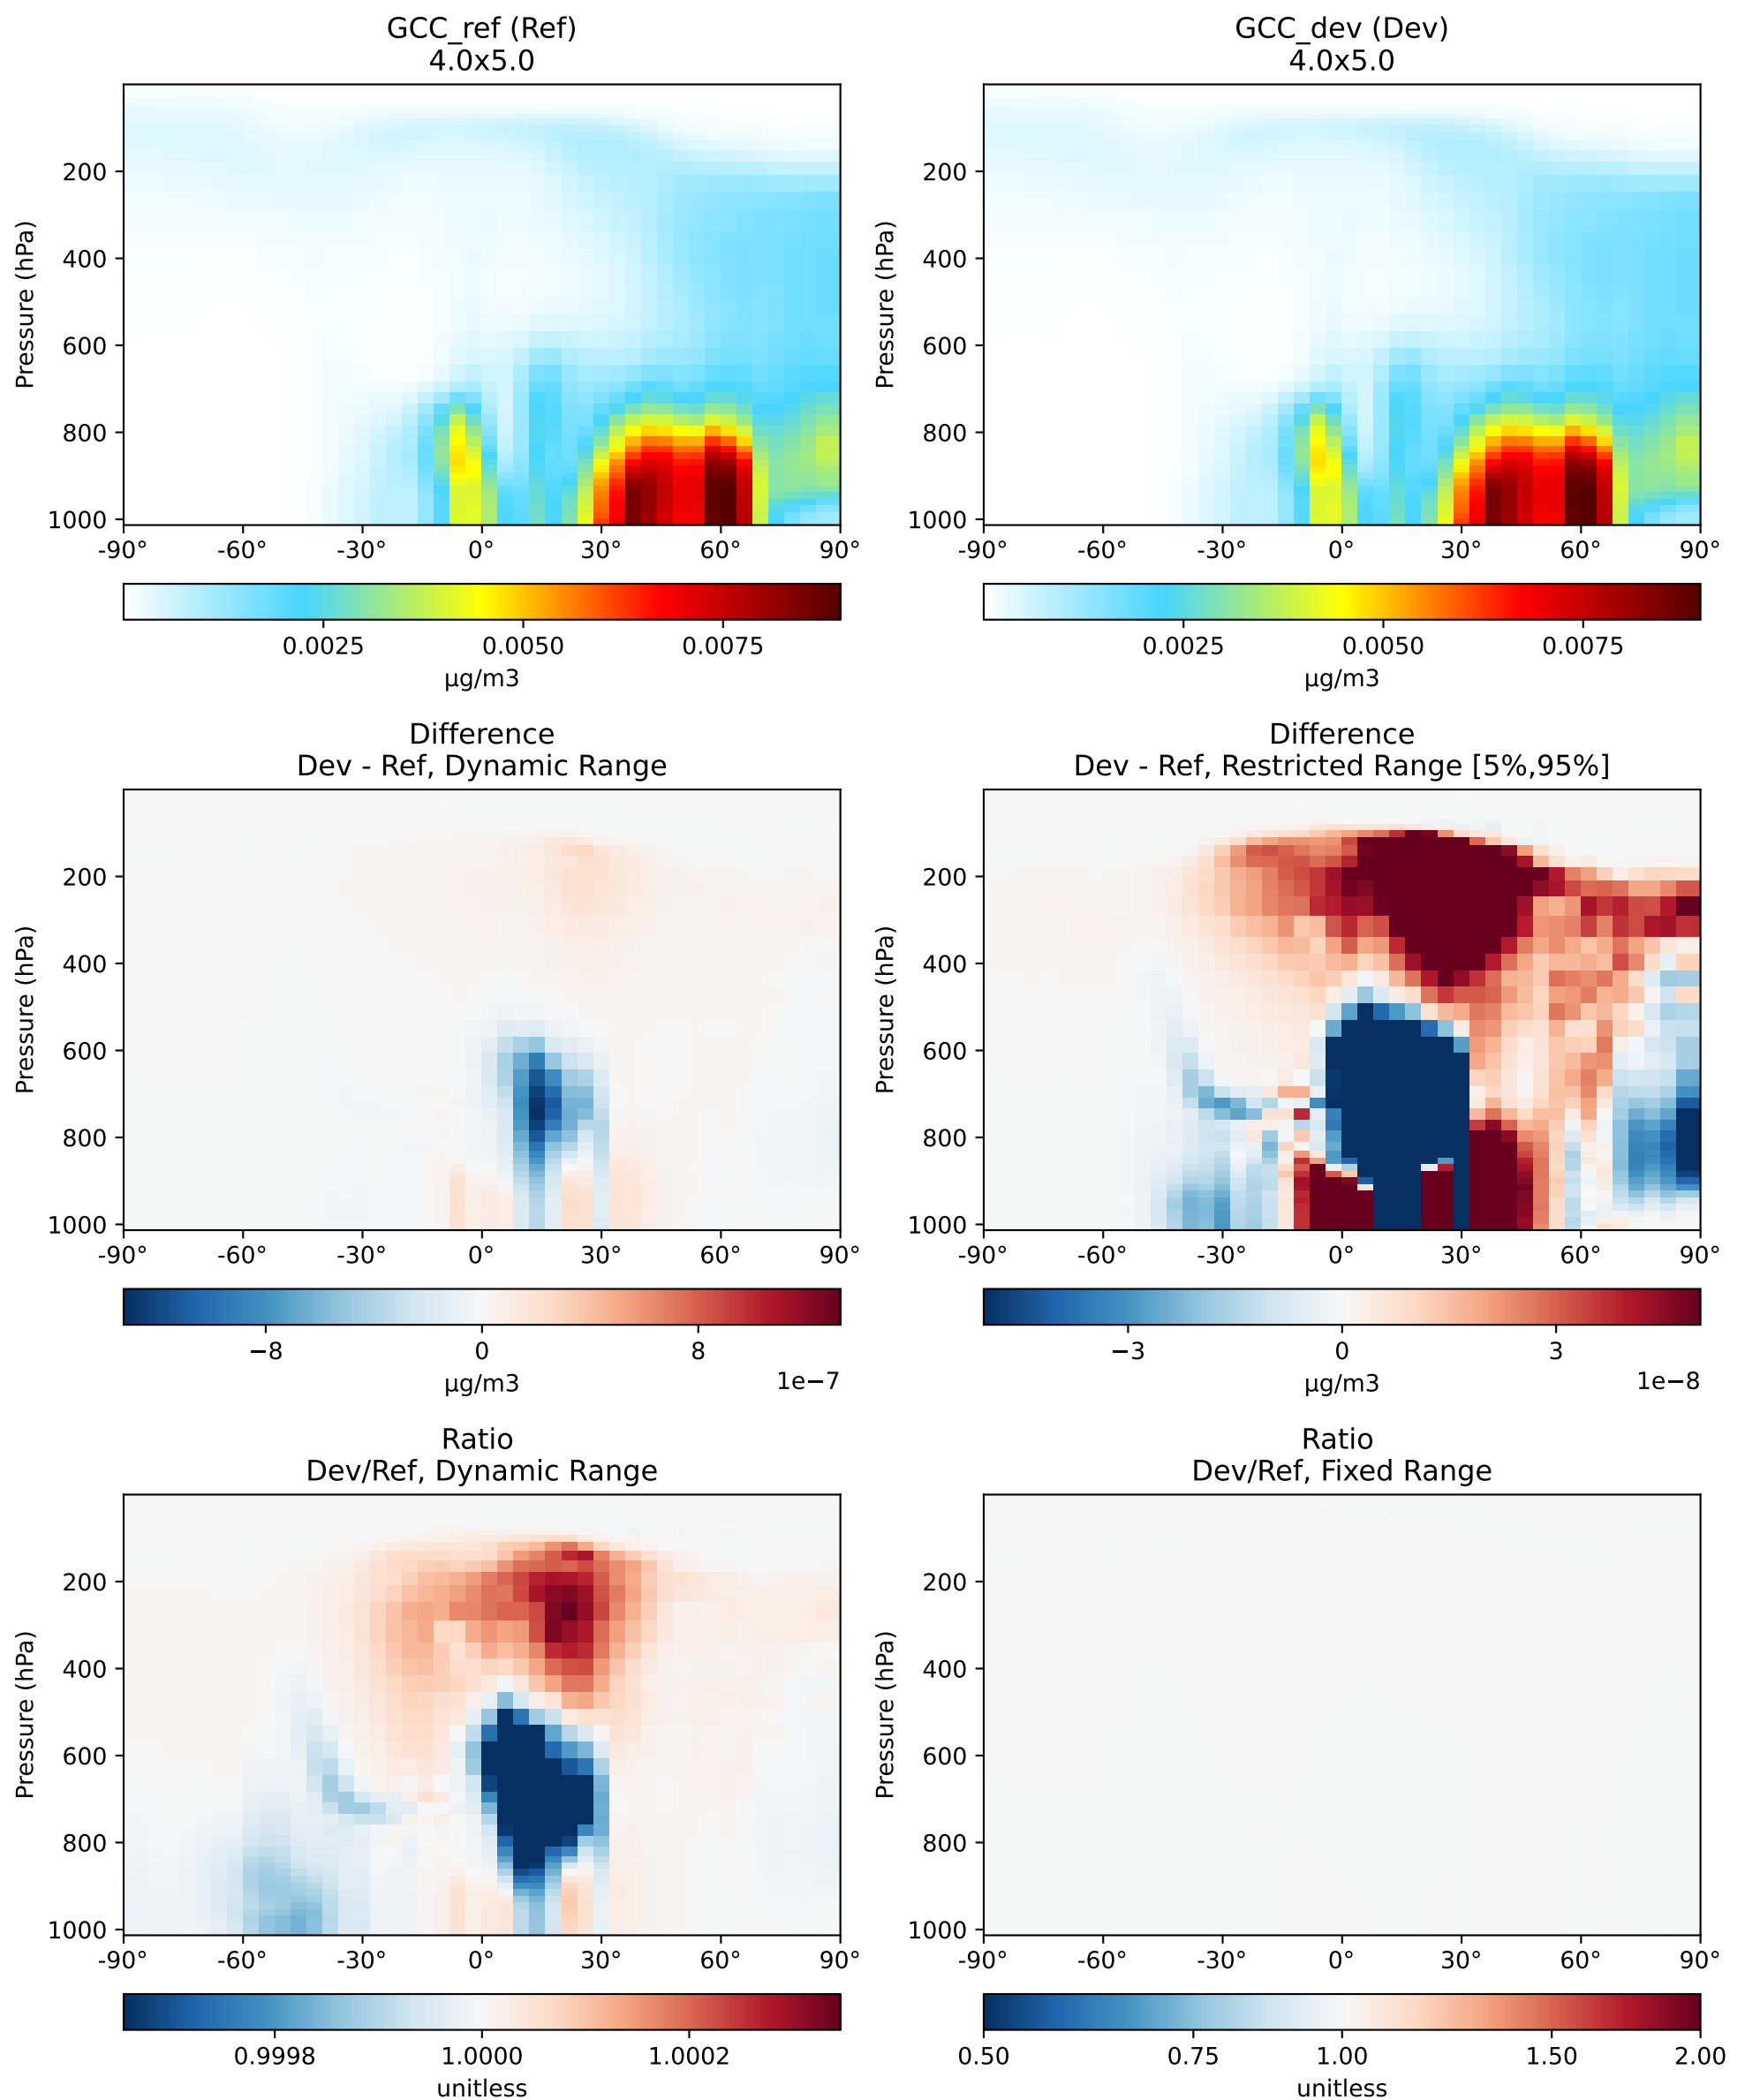 GCC_ref (Ref)
4.0x5.0
Pressure (hPa)
200
400
600
800
1000
-90° -60° -30° 0° 30° 60° 90°
0.0025 0.0050 0.0075
μg/m3
GCC_dev (Dev)
4.0x5.0
Pressure (hPa)
200
400
600
800
1000
-90° -60° -30° 0° 30° 60° 90°
0.0025 0.0050 0.0075
μg/m3
Difference
Dev - Ref, Dynamic Range
Pressure (hPa)
200
400
600
800
1000
-90° -60° -30° 0° 30° 60° 90°
−8 0 8
μg/m3
1e−7
Difference
Dev - Ref, Restricted Range [5%,95%]
Pressure (hPa)
200
400
600
800
1000
-90° -60° -30° 0° 30° 60° 90°
−3 0 3
μg/m3
1e−8
Ratio
Dev/Ref, Dynamic Range
Pressure (hPa)
200
400
600
800
1000
-90° -60° -30° 0° 30° 60° 90°
0.9998 1.0000 1.0002
unitless
Ratio
Dev/Ref, Fixed Range
Pressure (hPa)
200
400
600
800
1000
-90° -60° -30° 0° 30° 60° 90°
0.50 0.75 1.00 1.50 2.00
unitless